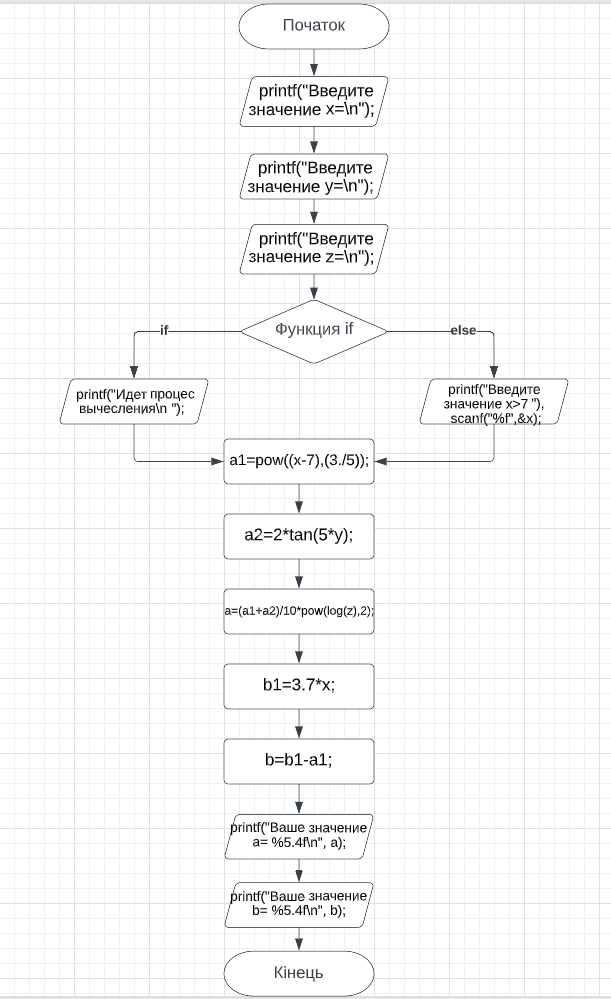 Початок
printf("Введите
значение x=\n");
printf("Введите
значение y=\n");
printf("Введите
значение z=\n");
Функция if
if
else
printf("Идет процес
вычесления\n ");
printf("Введите
значение x>7 "),
scanf("%f",&x);
a1=pow((x-7),(3./5));
a2=2*tan(5*y);
a=(a1+a2)/10*pow(log(z),2);
b1=3.7*x;
b=b1-a1;
printf("Ваше значение
a= %5.4f\n", a);
printf("Ваше значение
b= %5.4f\n", b);
Кінець